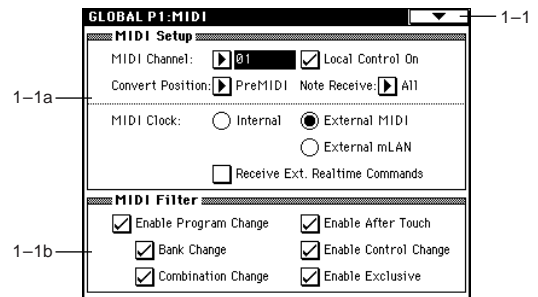 GLOBAL P1:MIDI
1–1
MIDI Setup
MIDI Channel: 01 Local Control On
Convert Position: PreMIDI Note Receive: All
1–1a
MIDI Clock: Internal External MIDI
External mLAN
Receive Ext. Realtime Commands
MIDI Filter
Enable Program Change Enable After Touch
1–1b
Bank Change Enable Control Change
Combination Change Enable Exclusive